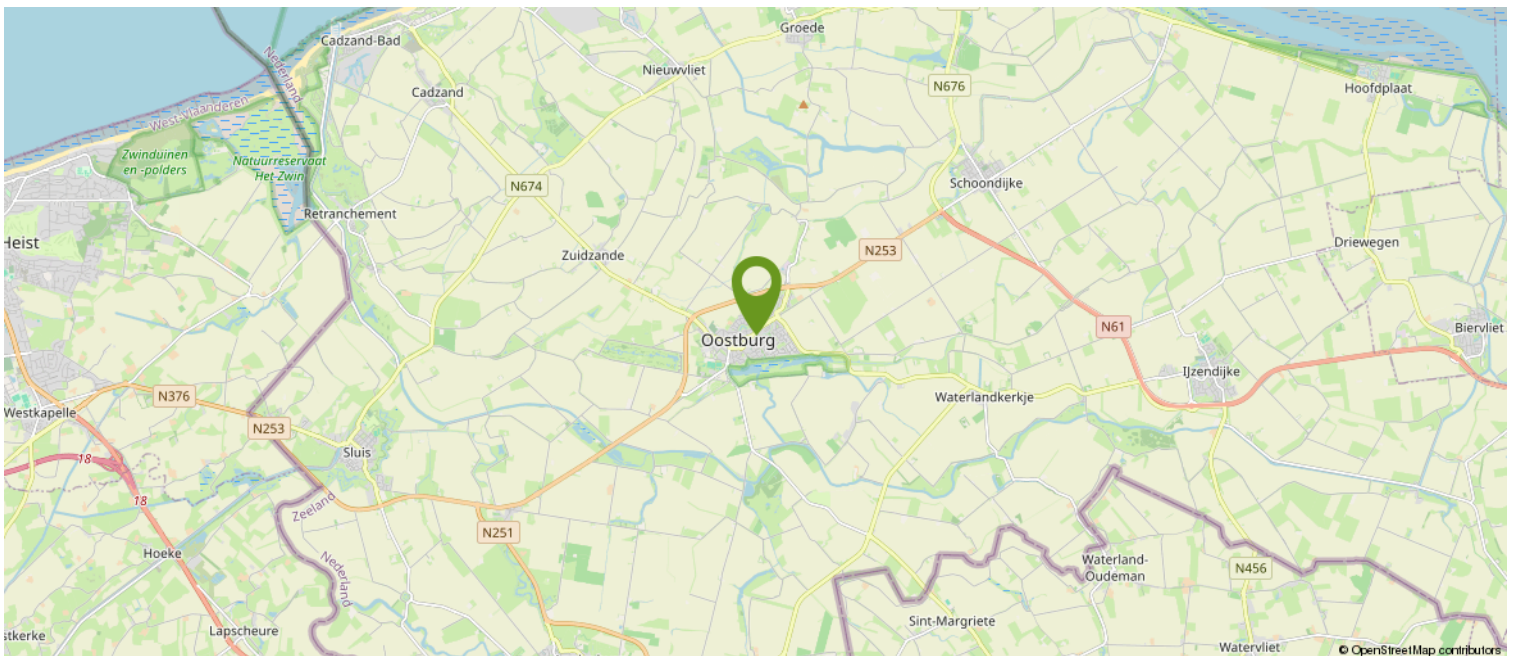 Groede
Cadzand-Bad
Nederland
Nieuwvliet
N676
Hoofdplaat
Cadzand
West-Vlaanderen
Zwinduinen
en -polders
Natuurreservaat
Het Zwin
N674
Schoondijke
Retranchement
Heist
Zuidzande
N253
Driewegen
Oostburg
N61
Biervliet
IJzendijke
N376
Waterlandkerkje
Westkapelle
N253
Sluis
18
18
Zeeland
N251
Hoeke
Nederland
Waterland-
Oudeman
N456
Sint-Margriete
Lapscheure
stkerke
Watervliet
© OpenStreetMap contributors